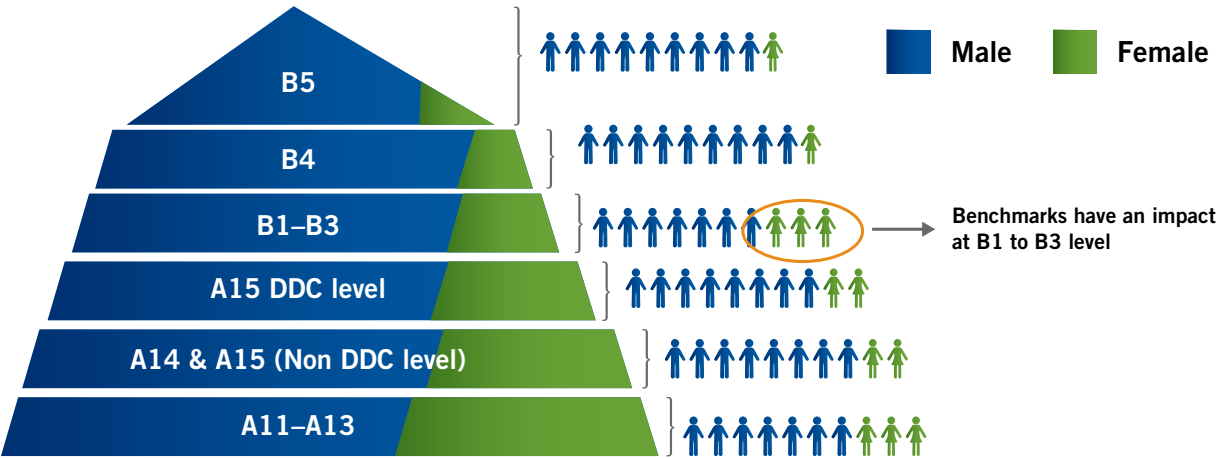 Male
Female
B5
B4
B1–B3
Benchmarks have an impact
at B1 to B3 level
A15 DDC level
A14 & A15 (Non DDC level)
A11–A13